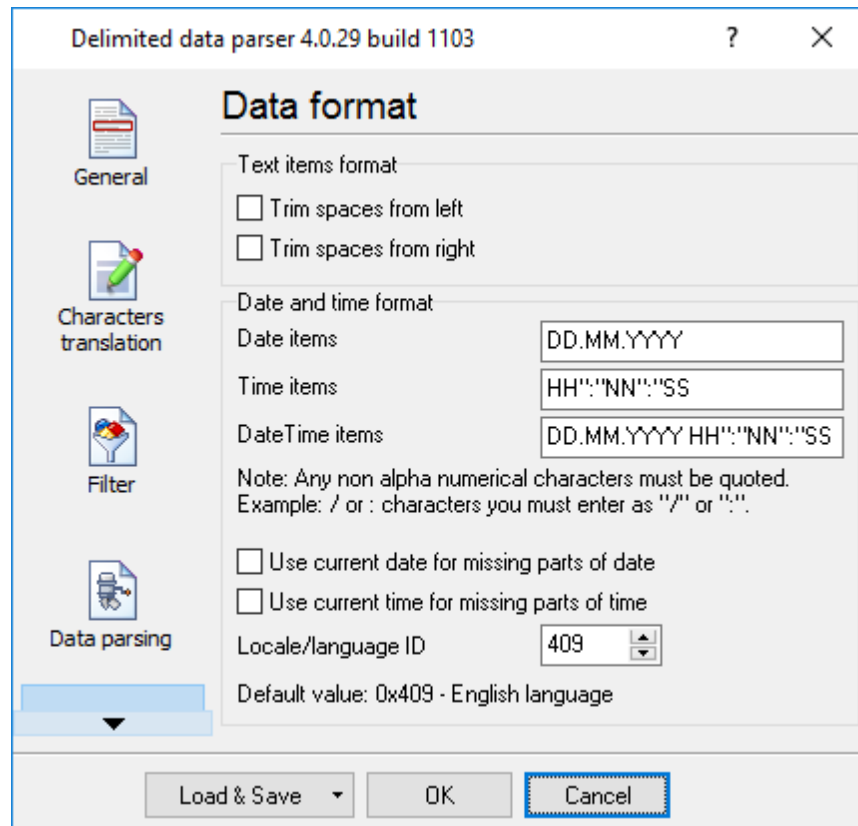 Delimited data parser 4.0.29 build 1103
?
General
Characters
translation
Filter
Data parsing
Data format
Text items format
Trim spaces from left
Trim spaces from right
Date and time format
Date items
DD.MM.YYYY
Time items
HH":"NN":"SS
DateTime items
DD.MM.YYYY HH":"NN":"SS
Note: Any non alpha numerical characters must be quoted.
Example: / or : characters you must enter as "/" or ":".
Use current date for missing parts of date
Use current time for missing parts of time
Locale/language ID
409
Default value: 0x409 - English language
Load & Save
OK
Cancel